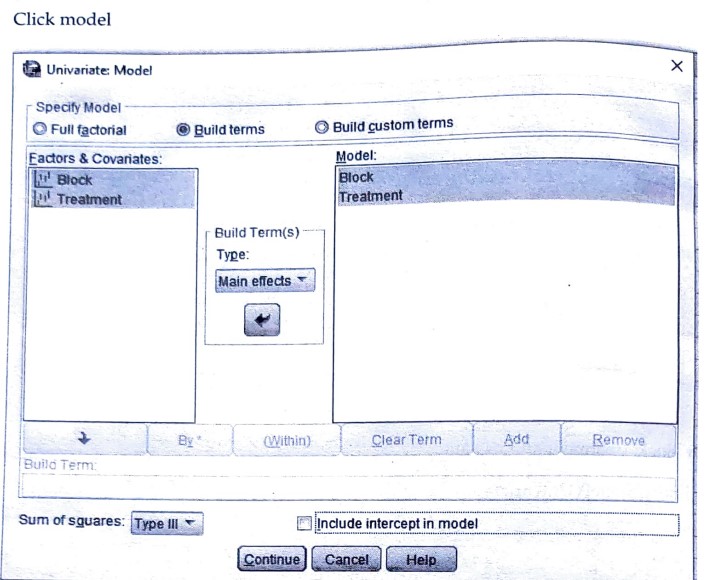 Click model
Univariate: Model
Specify Model
Full factorial Build terms Build custom terms
Factors & Covariates: Model:
Block Block
Treatment Treatment
Build Term(s)
Type:
Main effects
By* (Within) Clear Term Add Remove
Build Term:
Sum of squares: Type III Include intercept in model
Continue Cancel Help